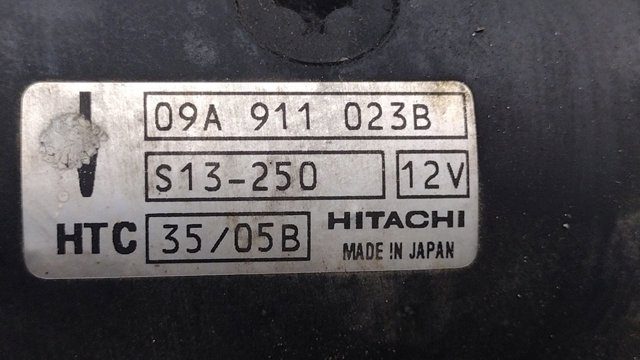 09A 911 023B
S13-250 12V
HTC 35/05B HITACHI
MADE IN JAPAN